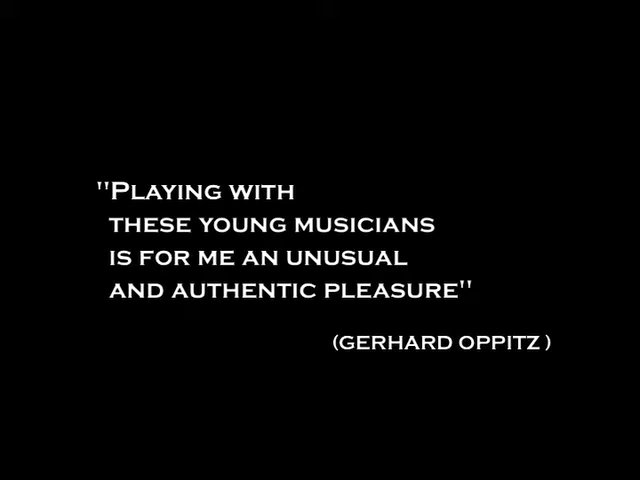 "Playing with
these young musicians
is for me an unusual
and authentic pleasure"
(Gerhard Oppitz )